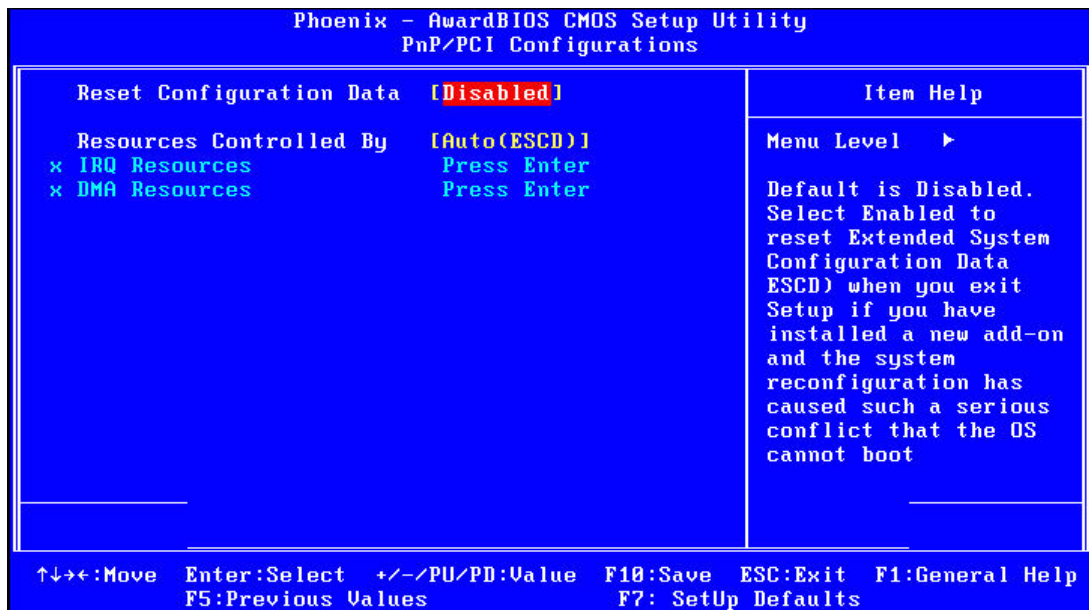 Phoenix - AwardBIOS CMOS Setup Utility
PnP/PCI Configurations
Reset Configuration Data [Disabled]
Resources Controlled By [Auto(ESCD)]
x IRQ Resources Press Enter
x DMA Resources Press Enter
Item Help
Menu Level ►
Default is Disabled.
Select Enabled to
reset Extended System
Configuration Data
ESCD) when you exit
Setup if you have
installed a new add-on
and the system
reconfiguration has
caused such a serious
conflict that the OS
cannot boot
↑↓→←:Move Enter:Select +/-/PU/PD:Value F10:Save ESC:Exit F1:General Help
F5:Previous Values F7: SetUp Defaults